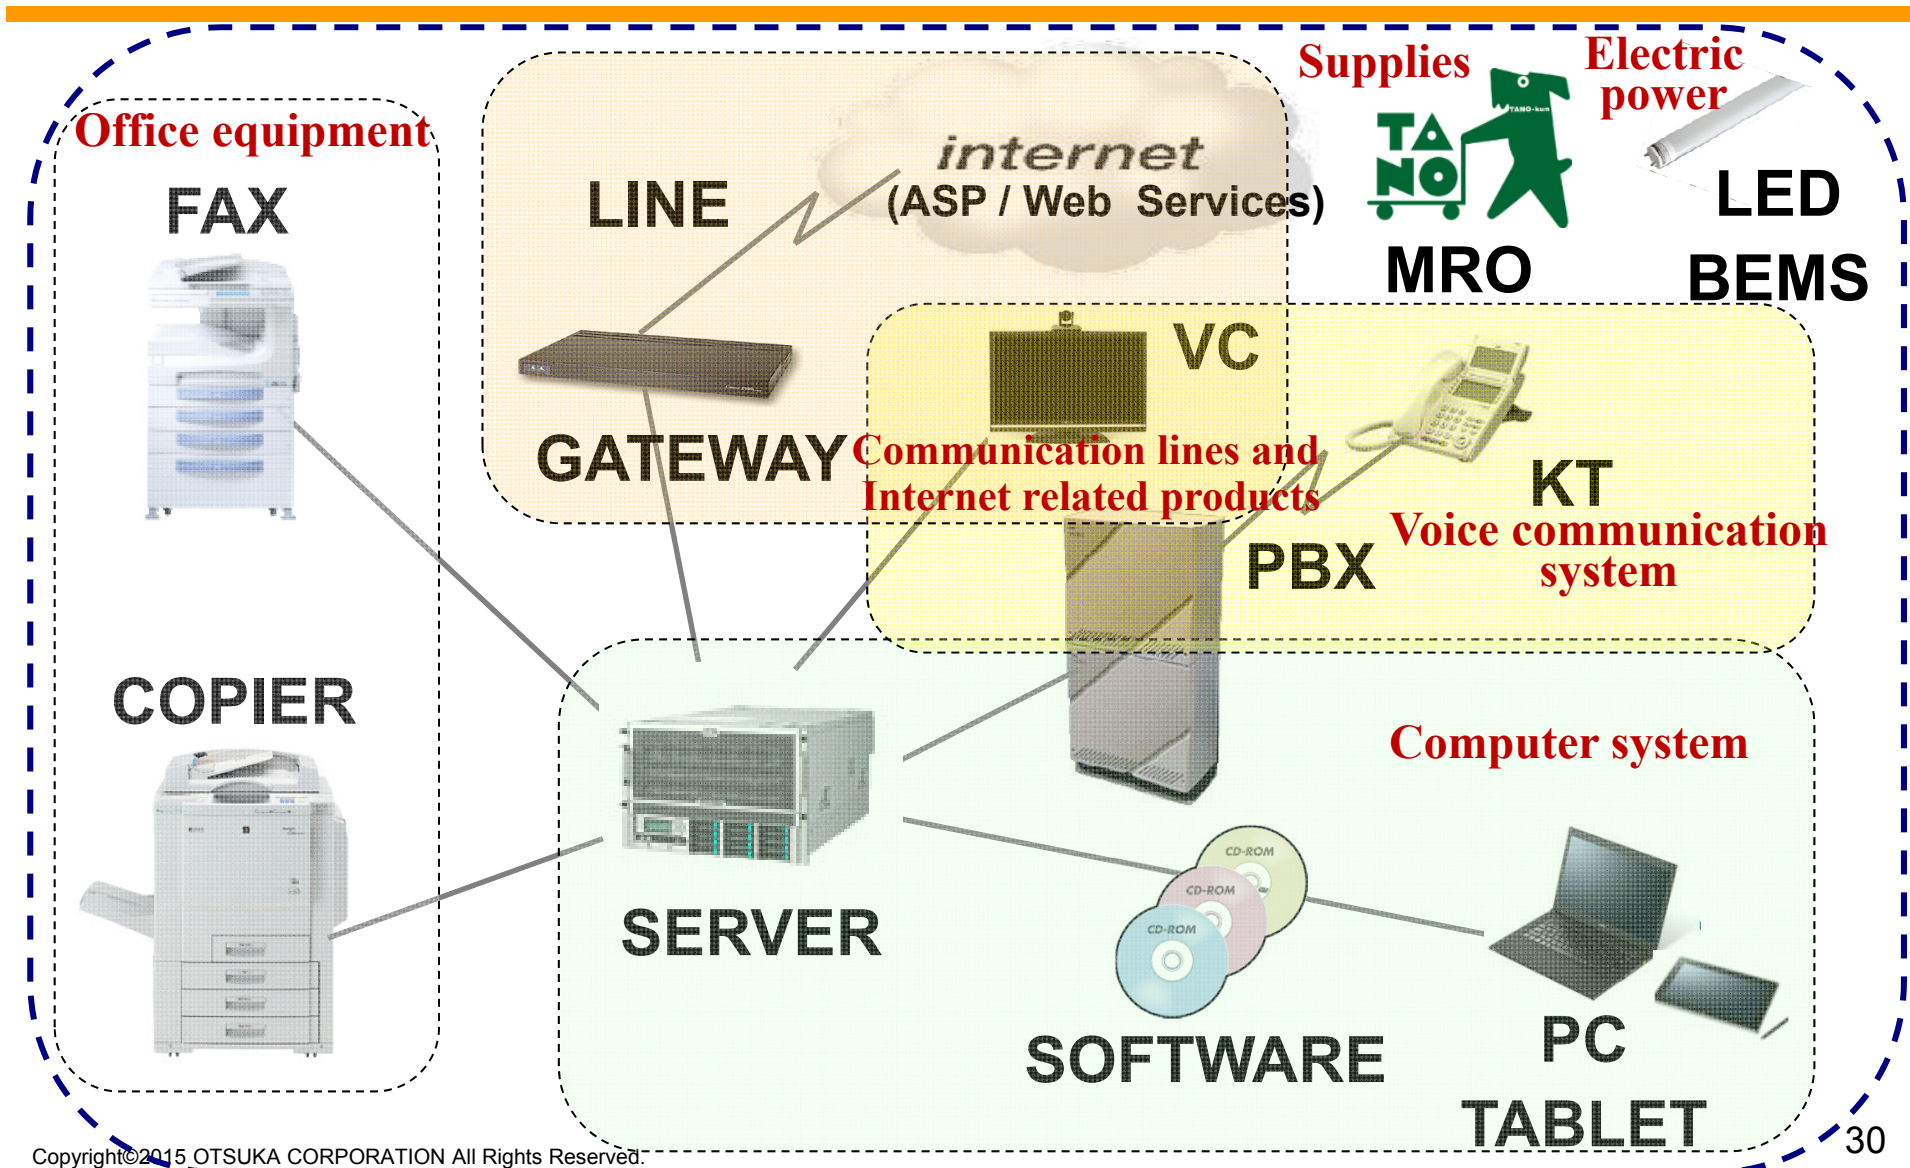 Office equipment
FAX
COPIER
LINE
internet
(ASP / Web Services)
GATEWAY
Communication lines and
Internet related products
Supplies
TANO-kun
TA
NO
MRO
Electric
power
LED
BEMS
VC
KT
PBX
Voice communication
system
Computer system
SERVER
CD-ROM
CD-ROM
CD-ROM
SOFTWARE
PC
TABLET
Copyright©2015 OTSUKA CORPORATION All Rights Reserved.
30